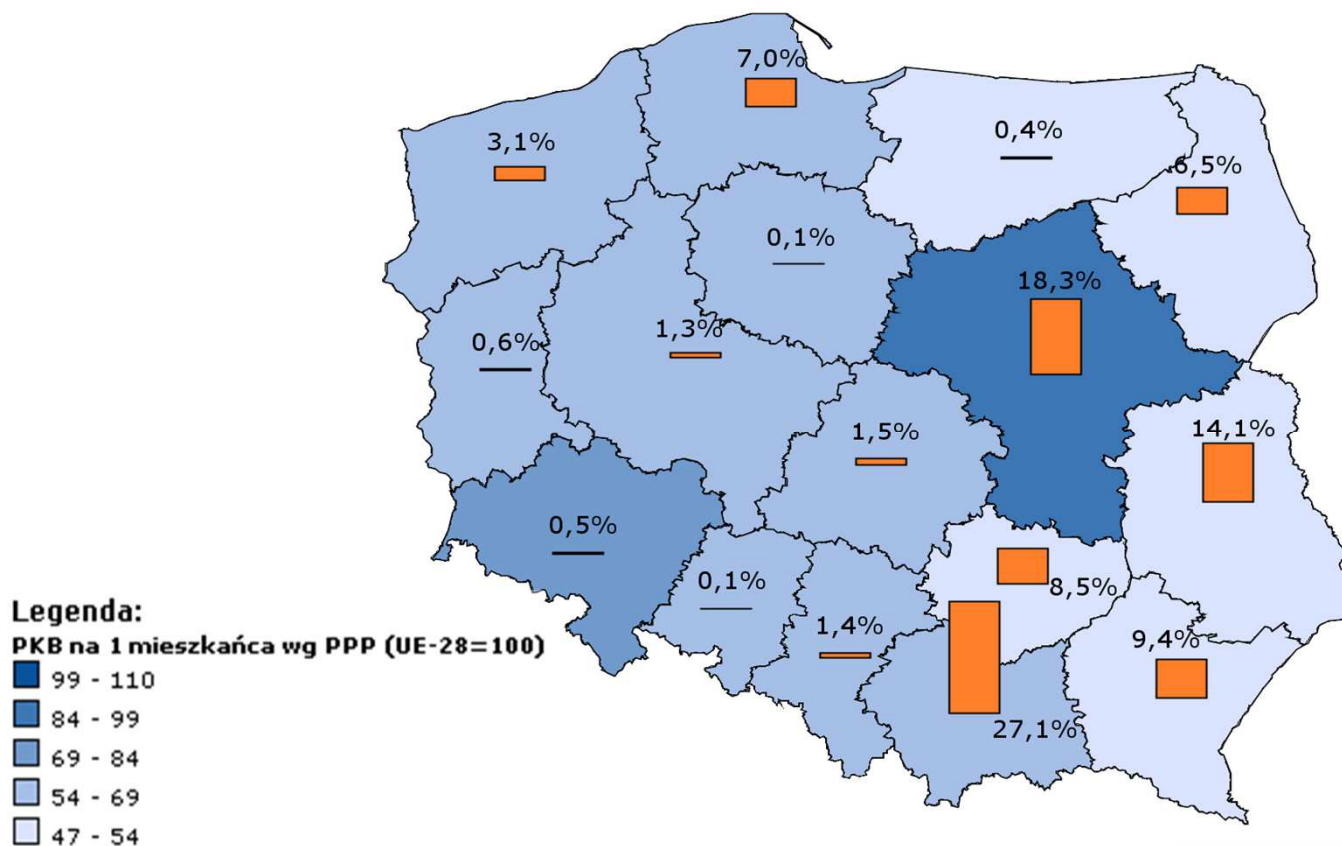 7,0%
3,1%
0,4%
6,5%
0,1%
18,3%
1,3%
0,6%
1,5%
14,1%
0,5%
0,1%
8,5%
1,4%
9,4%
27,1%
Legenda:
PKB na 1 mieszkańca wg PPP (UE-28=100)
99 - 110
84 - 99
69 - 84
54 - 69
47 - 54